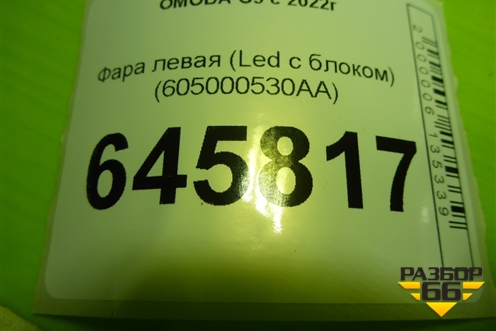 OMODA C5 с 2022г
Фара левая (Led с блоком)
(605000530AA)
645817
2000006135339
РАЗБОР
66